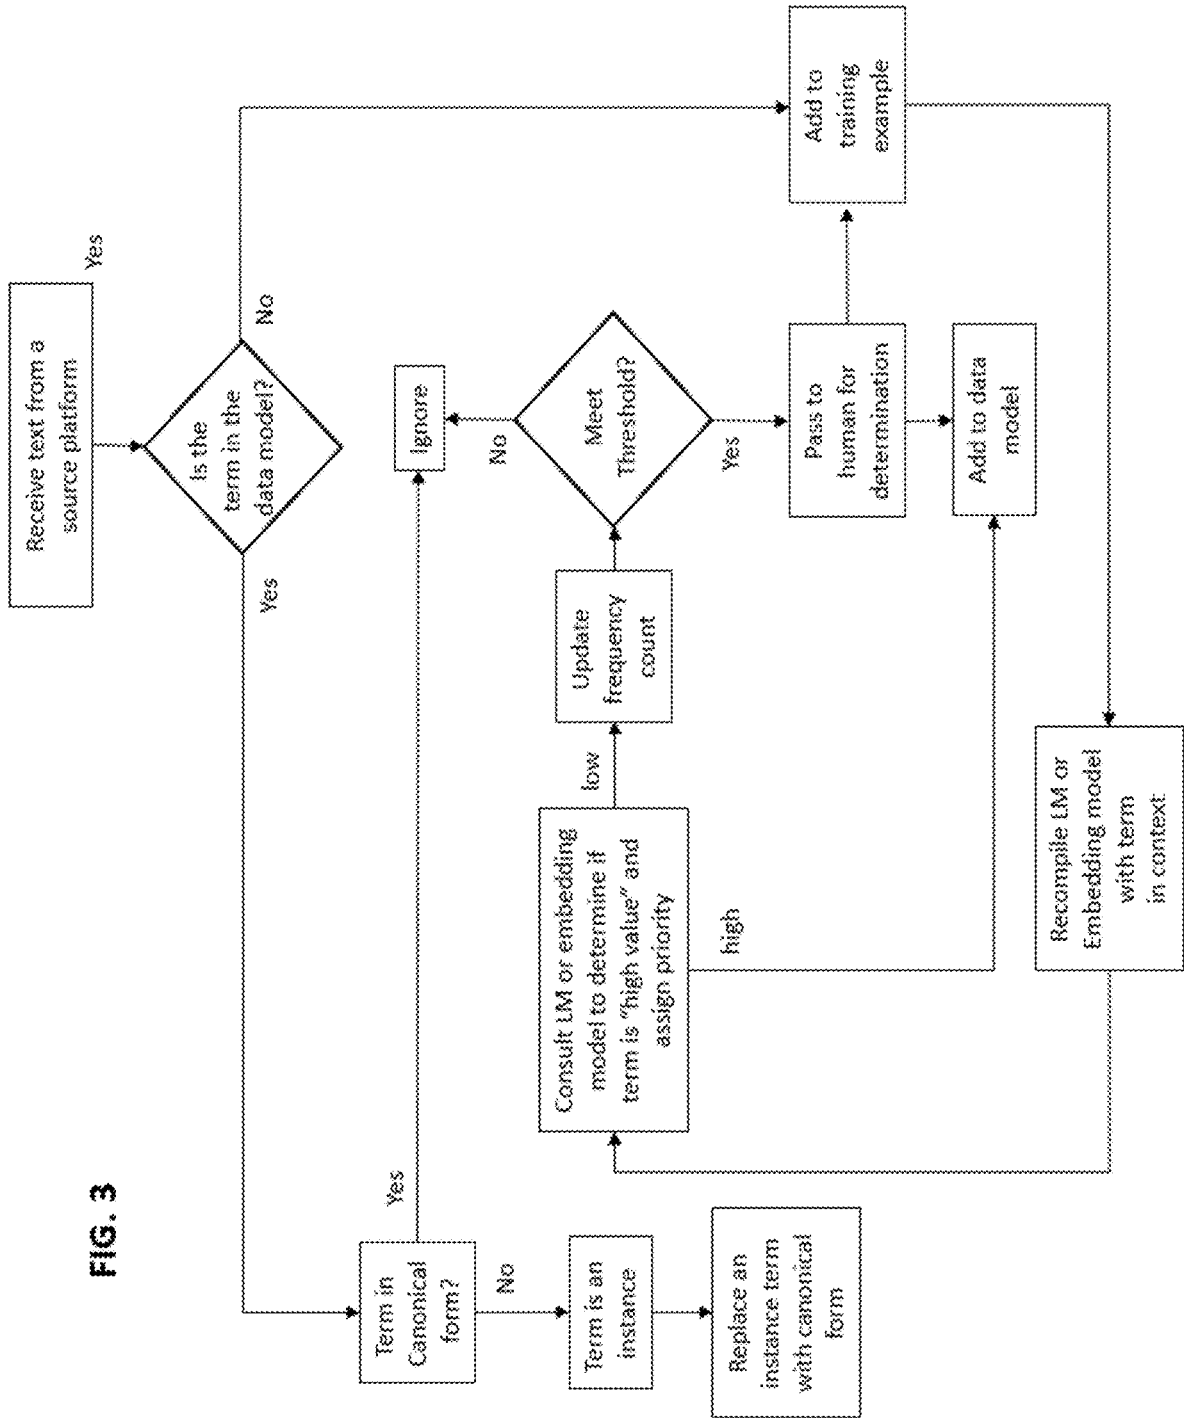 FIG. 3
Receive text from a
source platform
Yes
Is the
term in the
data model?
Yes
No
Term in
Canonical
form?
Yes
No
Ignore
Term is an
instance
Replace an
instance term
with canonical
form
Consult LM or embedding
model to determine if
term is "high value" and
assign priority
low
high
Update
frequency
count
Meet
Threshold?
No
Yes
Pass to
human for
determination
Add to
training
example
Add to data
model
Recompile LM or
Embedding model
with term
in context